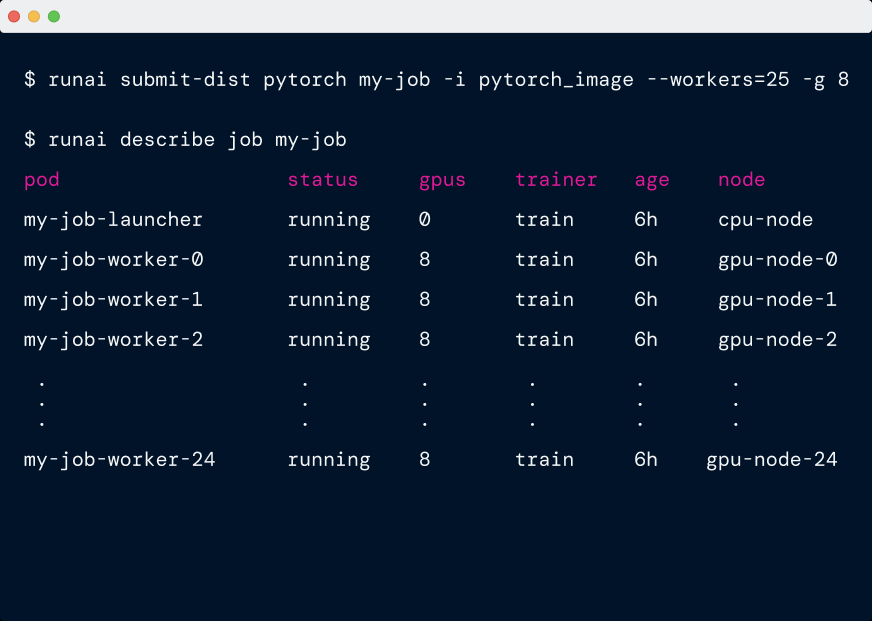 $ runai submit-dist pytorch my-job -i pytorch_image --workers=25 -g 8
$ runai describe job my-job
pod status gpus trainer age node
my-job-launcher running 0 train 6h cpu-node
my-job-worker-0 running 8 train 6h gpu-node-0
my-job-worker-1 running 8 train 6h gpu-node-1
my-job-worker-2 running 8 train 6h gpu-node-2
. . . . . .
. . . . . .
. . . . . .
my-job-worker-24 running 8 train 6h gpu-node-24